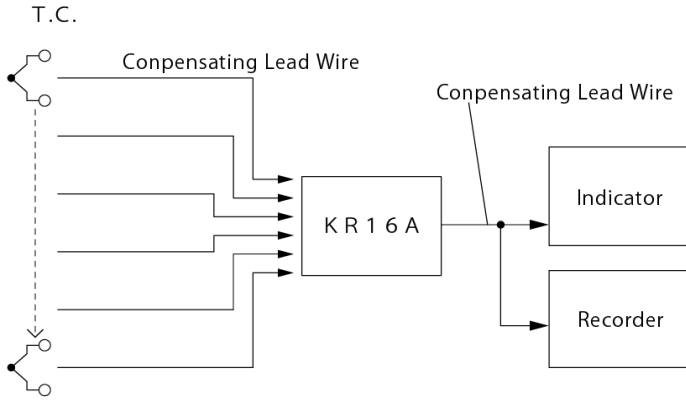 T.C.
Conpensating Lead Wire
Conpensating Lead Wire
Indicator
KR16A
Recorder